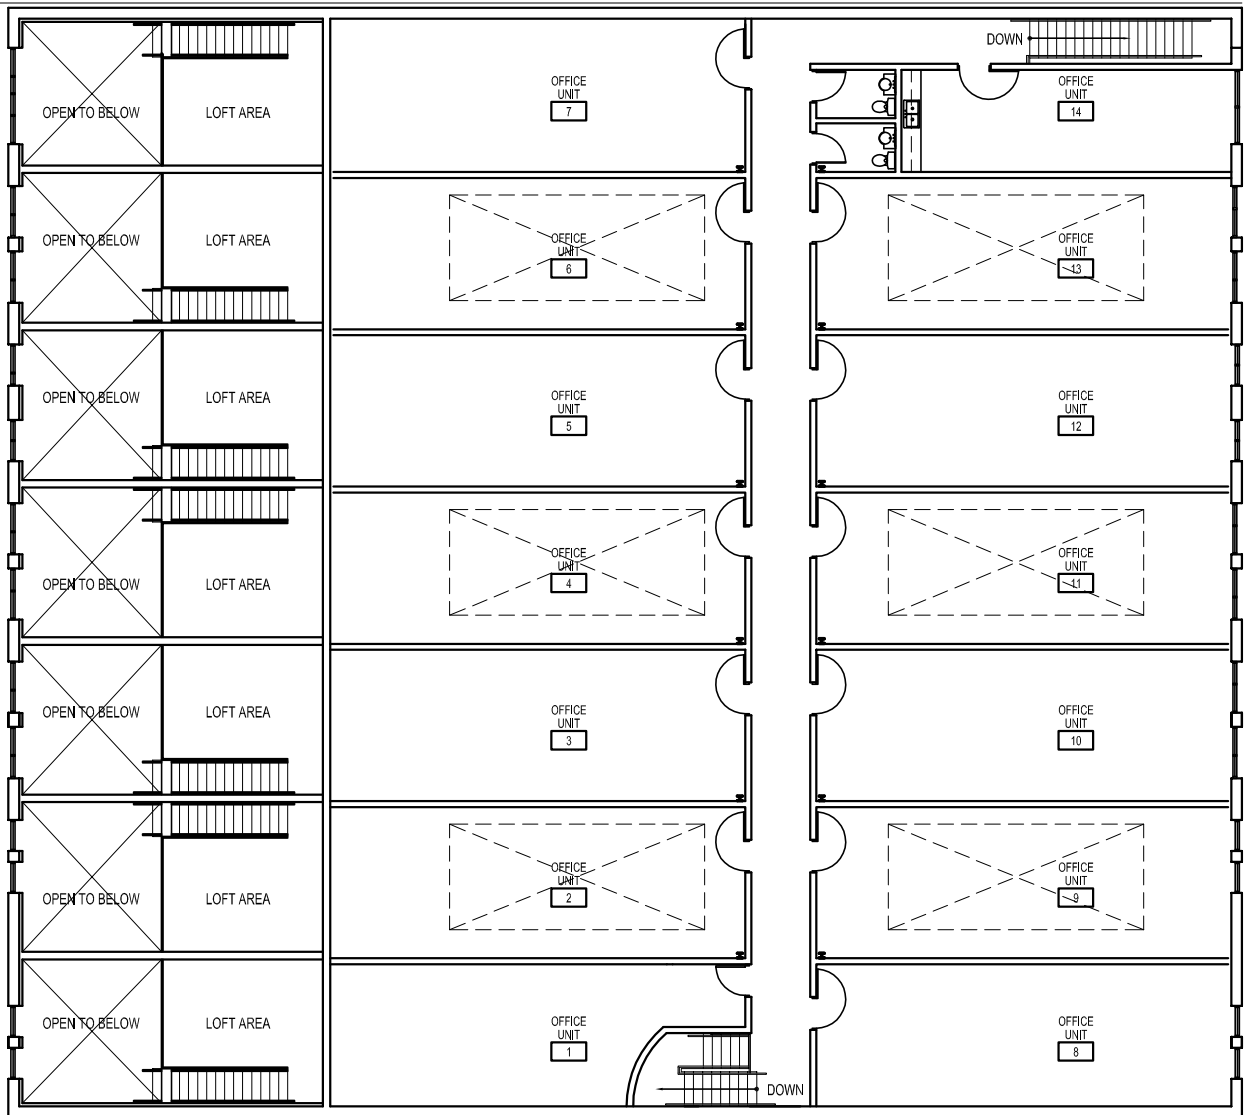 DOWN
OPEN TO BELOW
LOFT AREA
OFFICE
UNIT
7
OFFICE
UNIT
14
OPEN TO BELOW
LOFT AREA
OFFICE
UNIT
6
OFFICE
UNIT
13
OPEN TO BELOW
LOFT AREA
OFFICE
UNIT
5
OFFICE
UNIT
12
OPEN TO BELOW
LOFT AREA
OFFICE
UNIT
4
OFFICE
UNIT
11
OPEN TO BELOW
LOFT AREA
OFFICE
UNIT
3
OFFICE
UNIT
10
OPEN TO BELOW
LOFT AREA
OFFICE
UNIT
2
OFFICE
UNIT
9
OPEN TO BELOW
LOFT AREA
OFFICE
UNIT
1
OFFICE
UNIT
8
DOWN